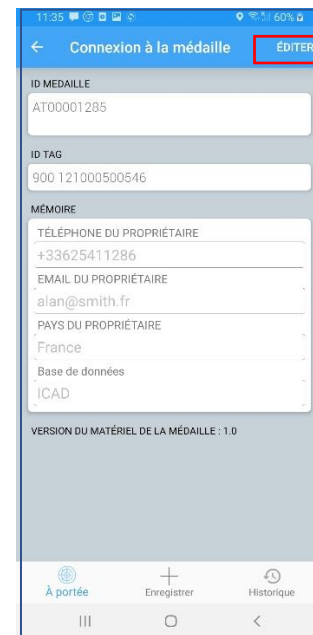 11:35 60%
Connexion à la médaille ÉDITER
ID MEDAILLE
AT00001285
ID TAG
900 121000500546
MÉMOIRE
TÉLÉPHONE DU PROPRIÉTAIRE
+33625411286
EMAIL DU PROPRIÉTAIRE
alan@smith.fr
PAYS DU PROPRIÉTAIRE
France
Base de données
ICAD
VERSION DU MATÉRIEL DE LA MÉDAILLE : 1.0
À portée Enregistrer Historique